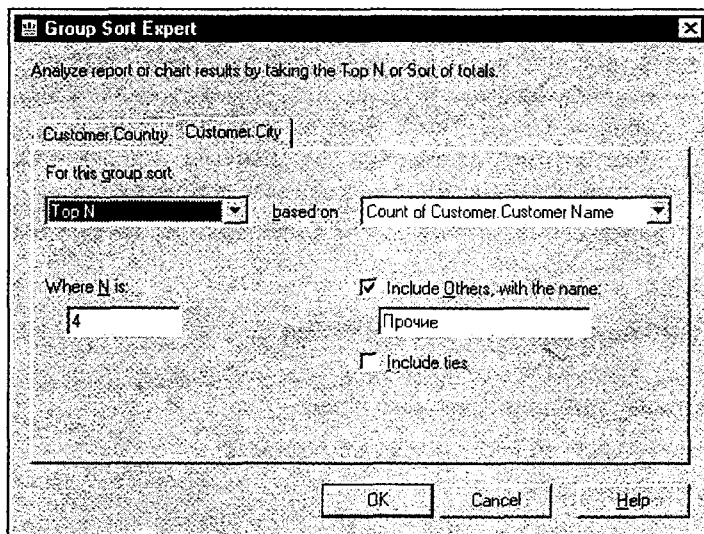 Group Sort Expert
Analyze report or chart results by taking the Top N or Sort of totals.
Customer.Country Customer.City
For this group sort
Top N based on Count of Customer.Customer Name
Where N is: Include Others, with the name:
4 Прочие
Include ties
OK Cancel Help